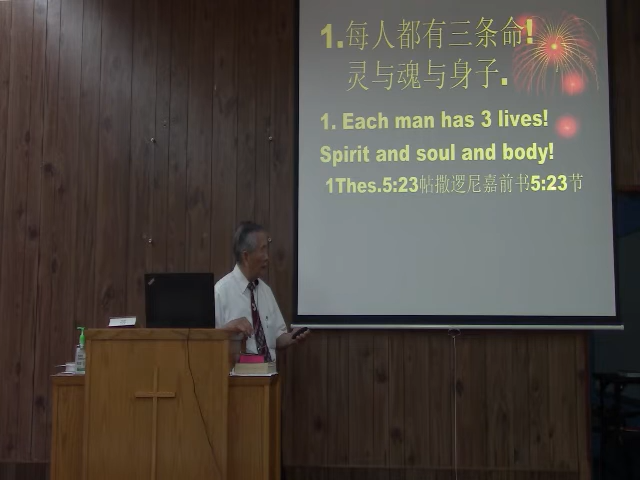 1.每人都有三条命!
灵与魂与身子.
1. Each man has 3 lives!
Spirit and soul and body!
1Thes.5:23帖撒逻尼嘉前书5:23节